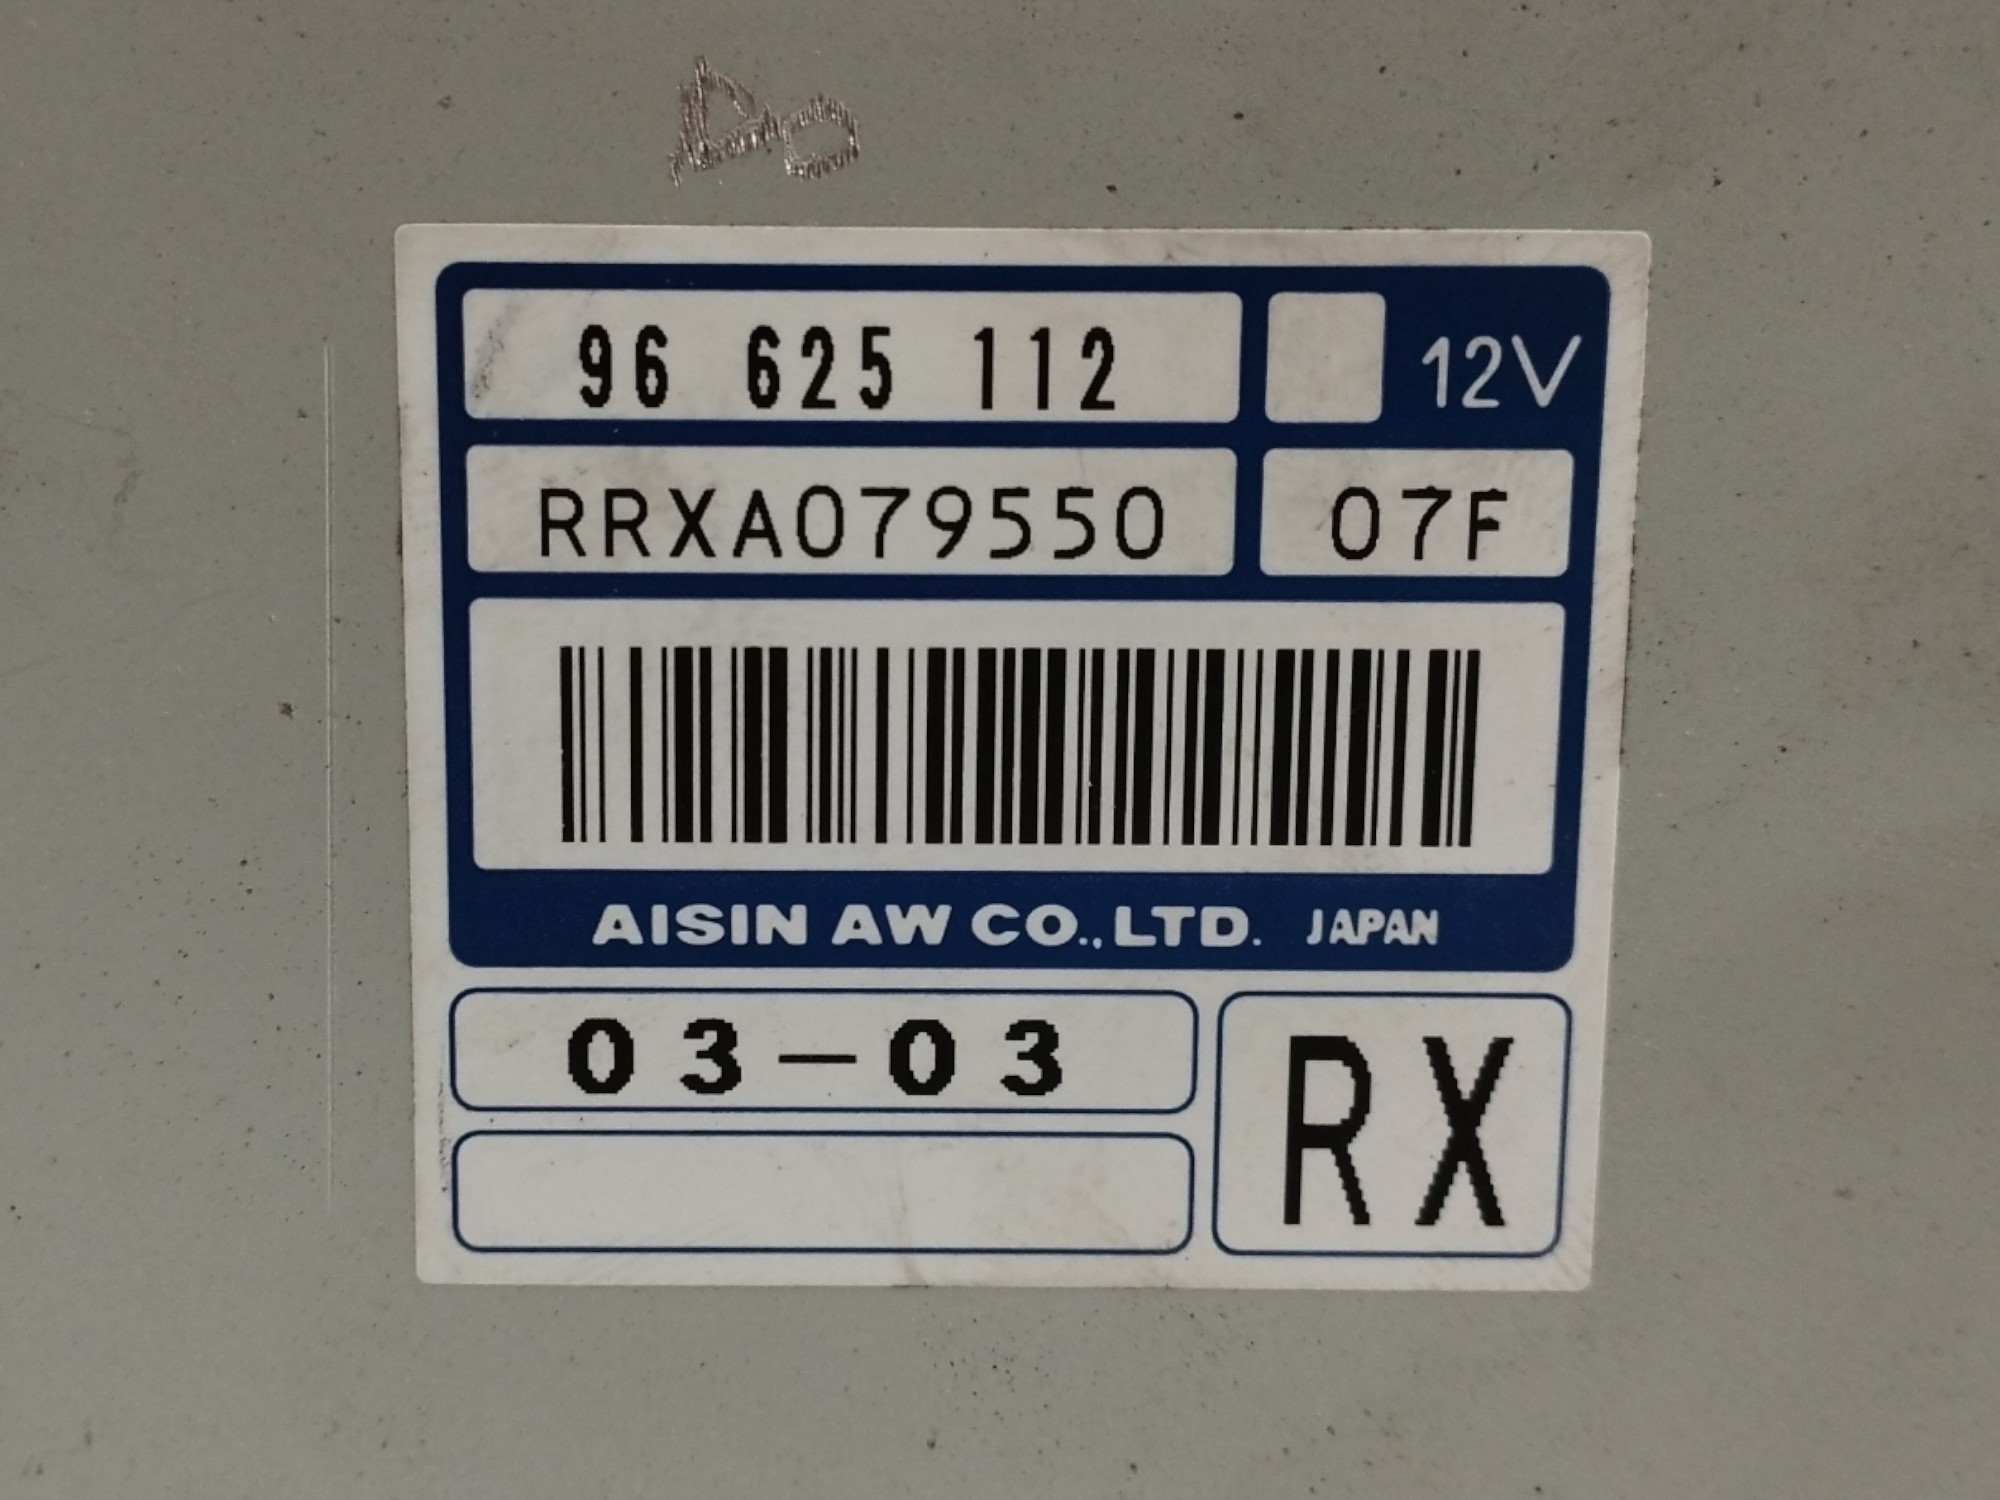 96 625 112 12V
RRXA079550 07F
AISIN AW CO.,LTD. JAPAN
03-03 RX